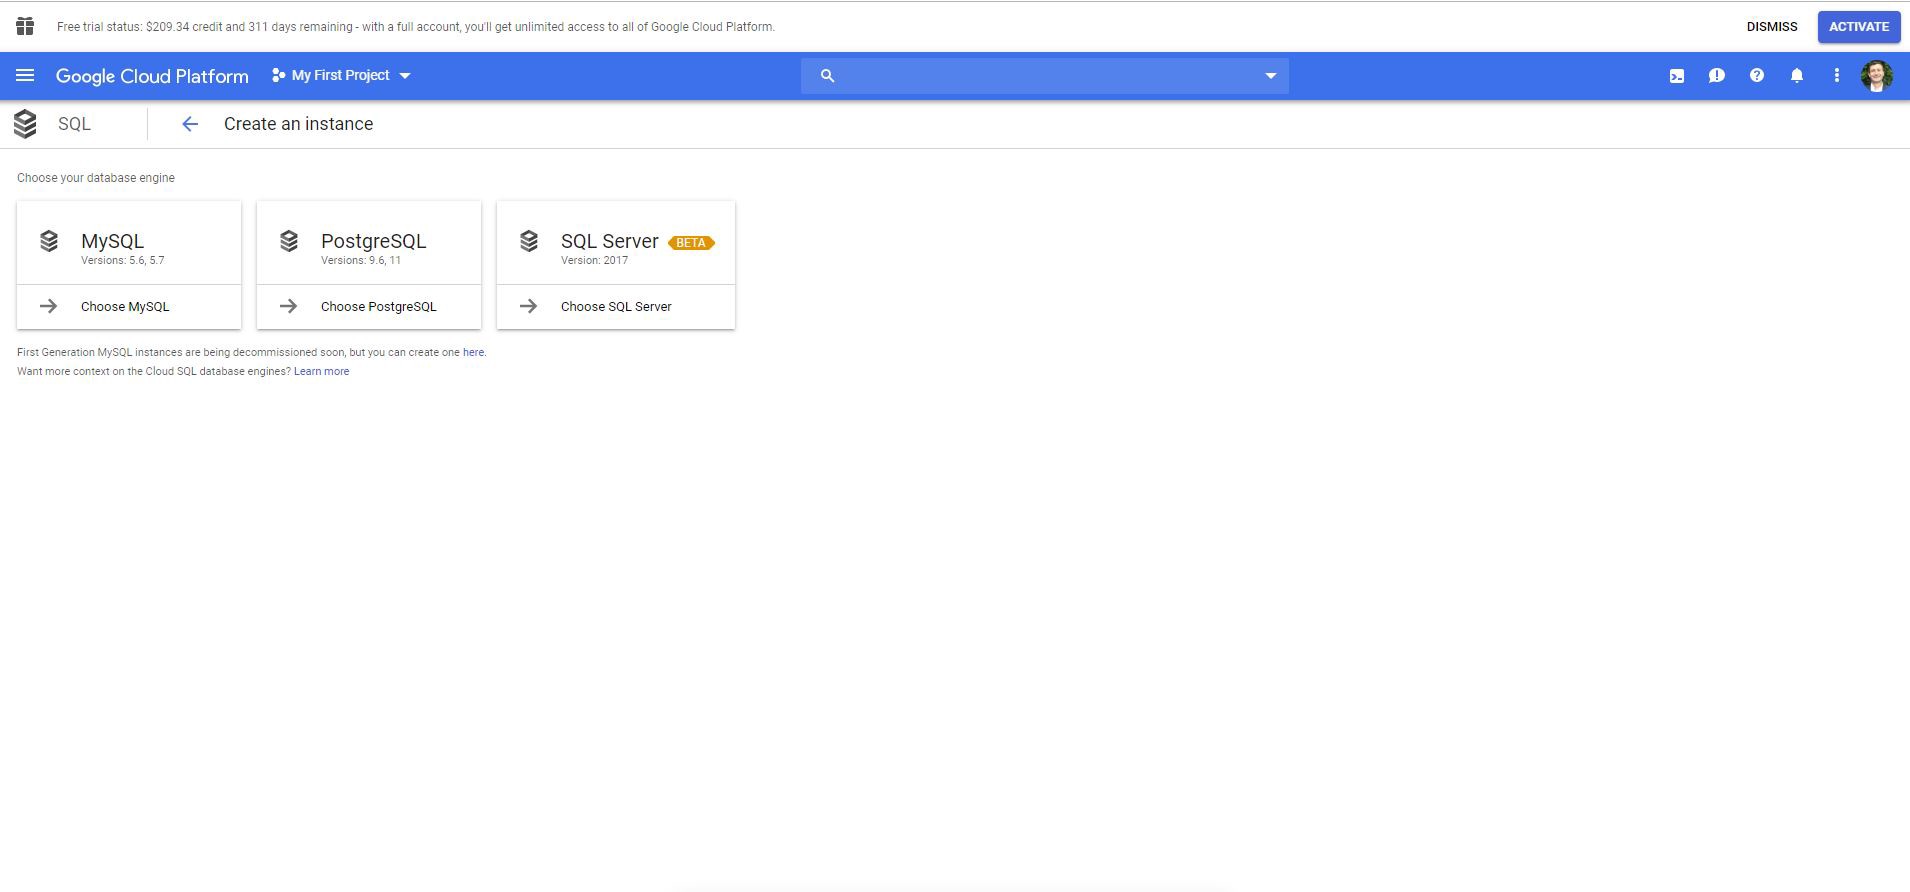 Free trial status: $209.34 credit and 311 days remaining - with a full account, you'll get unlimited access to all of Google Cloud Platform.
DISMISS
ACTIVATE
Google Cloud Platform
My First Project
SQL
Create an instance
Choose your database engine
MySQL
Versions: 5.6, 5.7
Choose MySQL
PostgreSQL
Versions: 9.6, 11
Choose PostgreSQL
SQL Server BETA
Version: 2017
Choose SQL Server
First Generation MySQL instances are being decommissioned soon, but you can create one here.
Want more context on the Cloud SQL database engines? Learn more